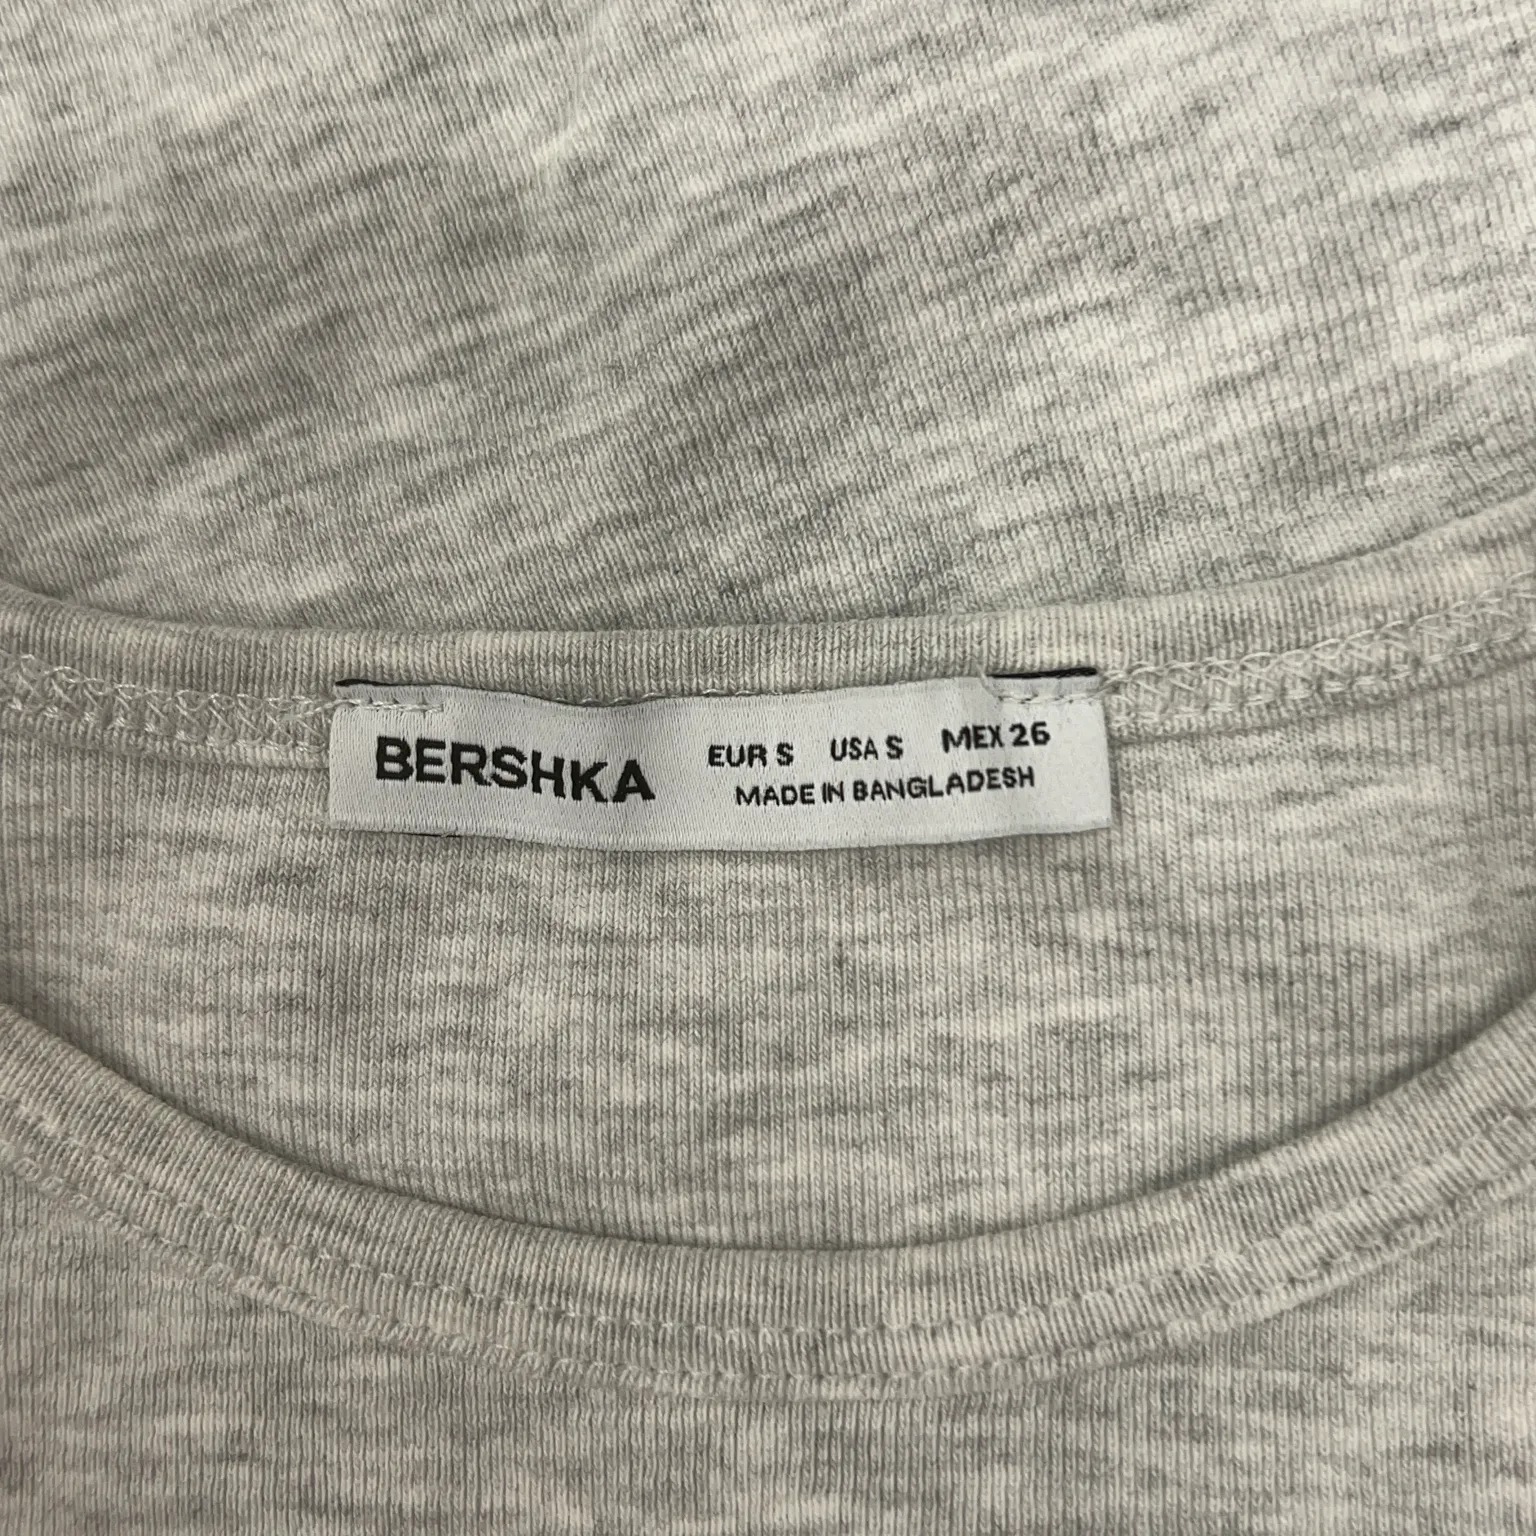 BERSHKA
EUR S USA S MEX 26
MADE IN BANGLADESH